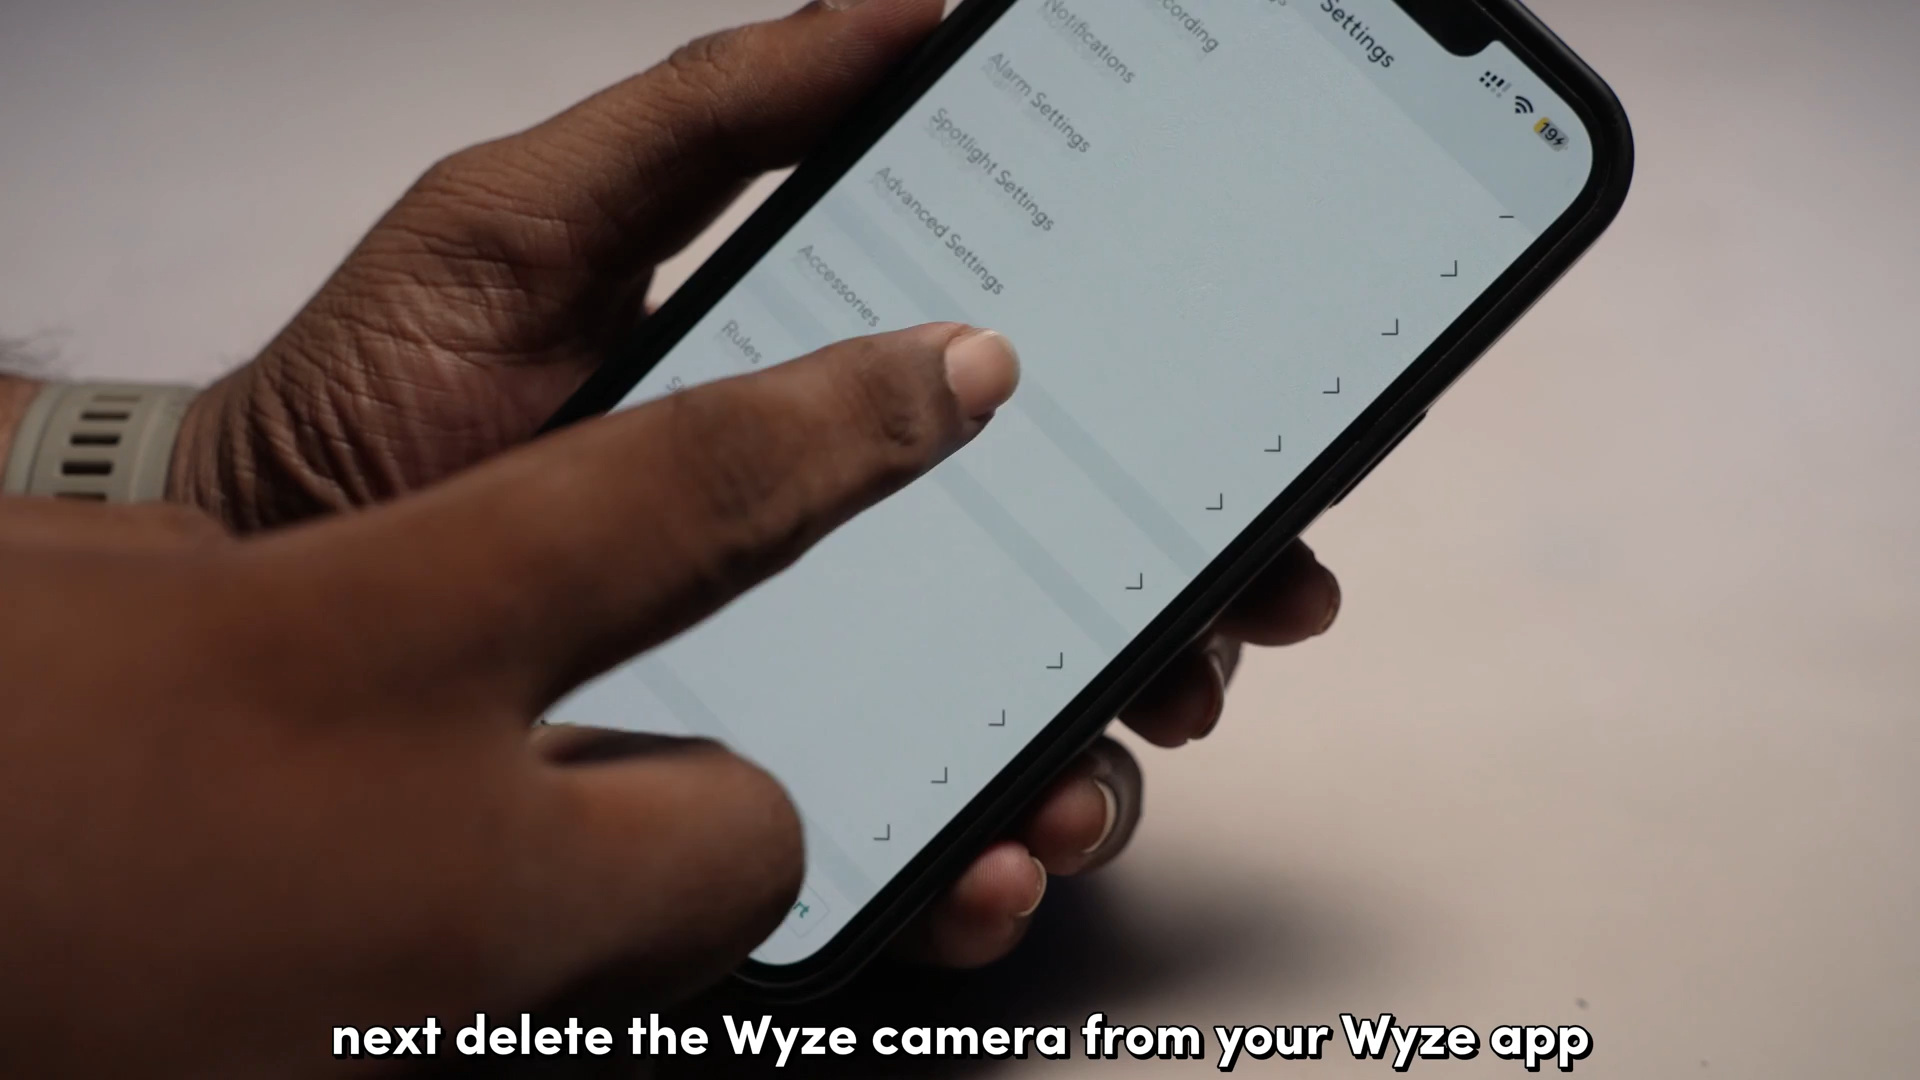 Settings
19
Notifications
Alarm Settings
Spotlight Settings
Advanced Settings
Accessories
Rules
next delete the Wyze camera from your Wyze app